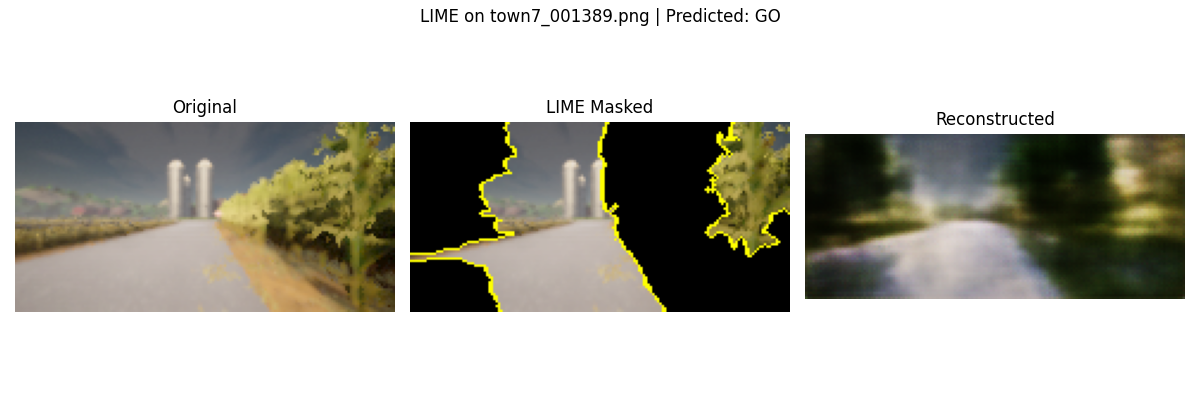 LIME on town7_001389.png | Predicted: GO
Original
LIME Masked
Reconstructed